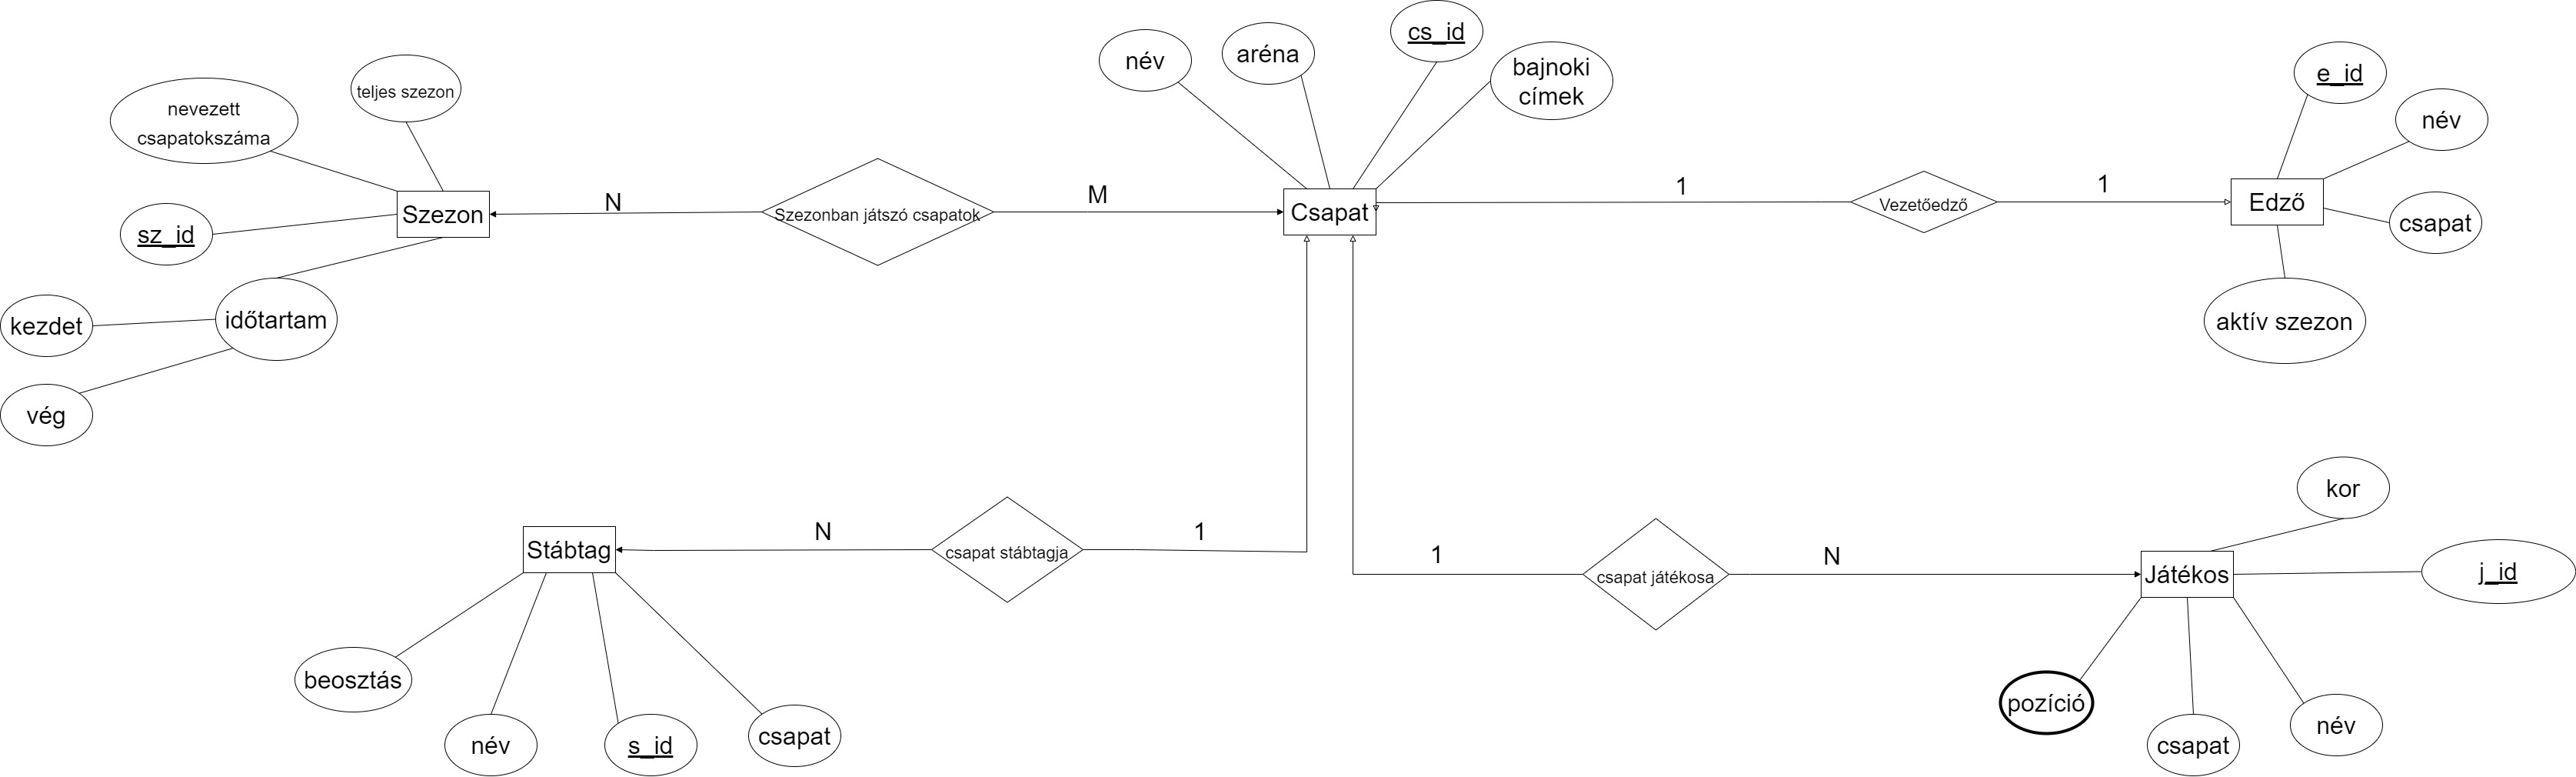 cs_id
név
aréna
bajnoki
címek
e_id
név
teljes szezon
nevezett
csapatokszáma
Szezon
N
Szezonban játszó csapatok
M
Csapat
1
Vezetőedző
1
Edző
csapat
sz_id
időtartam
kezdet
vég
aktív szezon
kor
Stábtag
N
csapat stábtagja
1
1
csapat játékosa
N
Játékos
j_id
beosztás
név
s_id
csapat
pozíció
csapat
név